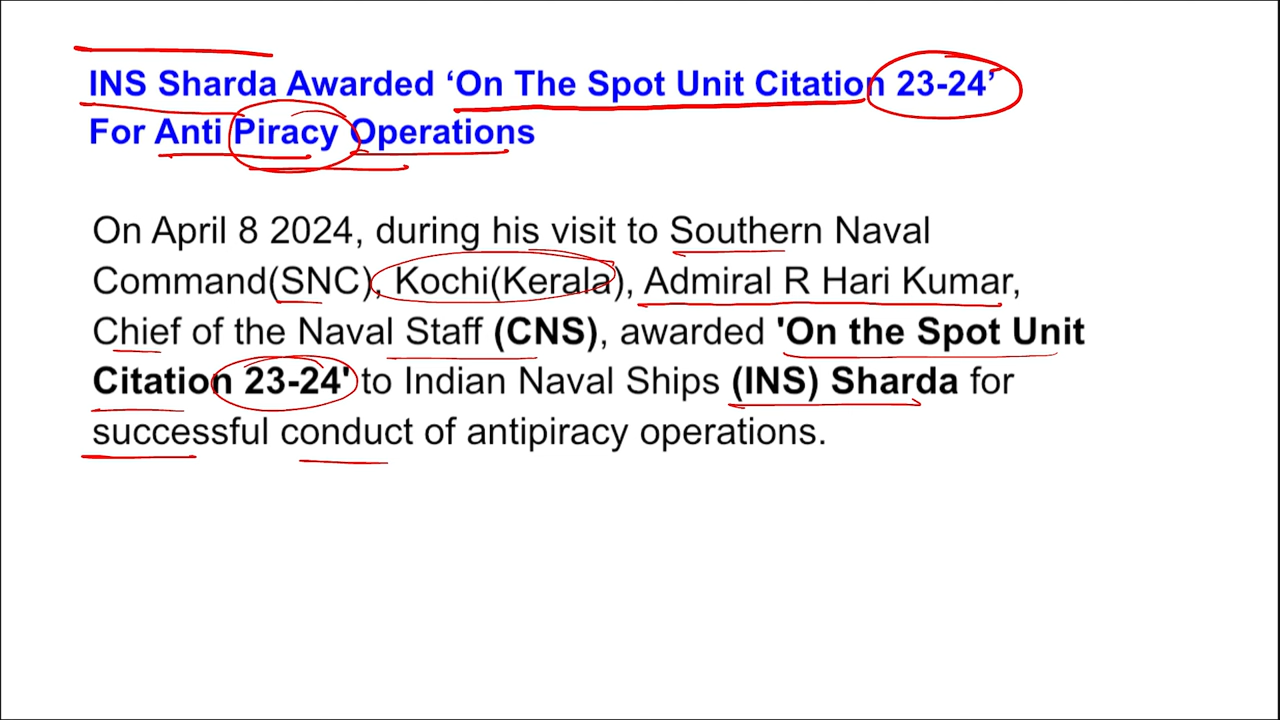 INS Sharda Awarded ‘On The Spot Unit Citation 23-24’
For Anti Piracy Operations
On April 8 2024, during his visit to Southern Naval
Command(SNC), Kochi(Kerala), Admiral R Hari Kumar,
Chief of the Naval Staff (CNS), awarded 'On the Spot Unit
Citation 23-24' to Indian Naval Ships (INS) Sharda for
successful conduct of antipiracy operations.